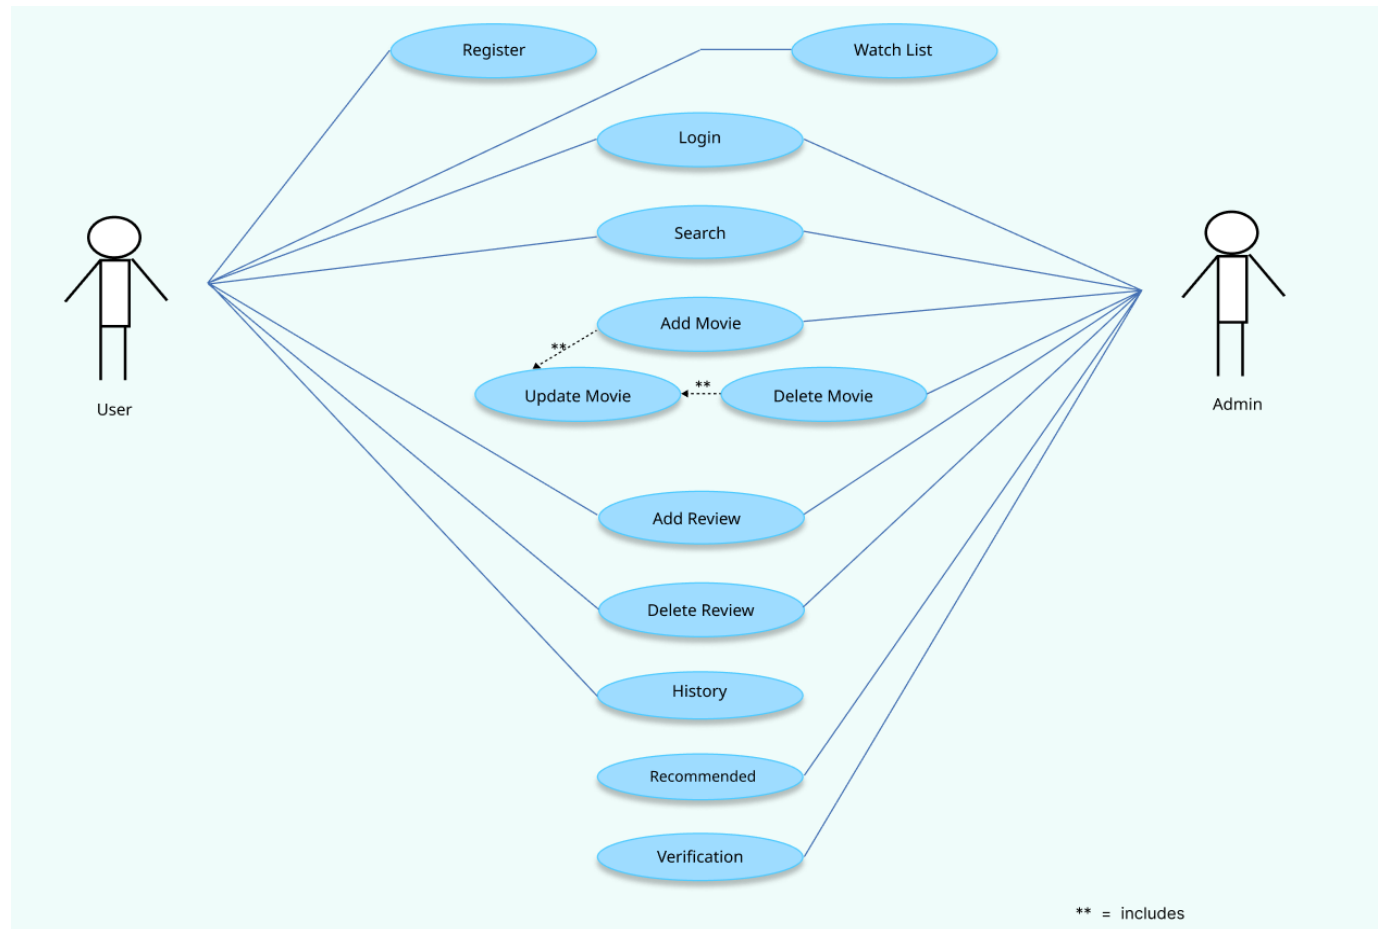 Register
Watch List
Login
Search
Add Movie
**
Update Movie
**
Delete Movie
User
Admin
Add Review
Delete Review
History
Recommended
Verification
** = includes